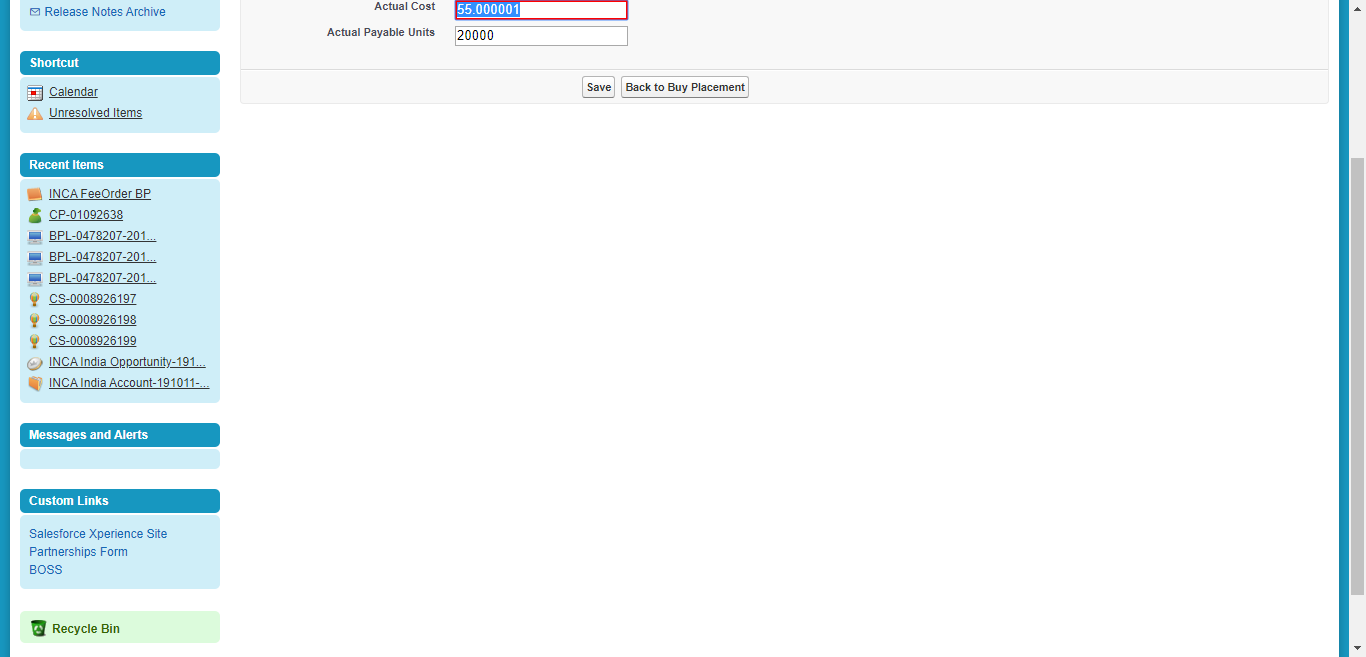 Release Notes Archive
Shortcut
Calendar
Unresolved Items
Recent Items
INCA FeeOrder BP
CP-01092638
BPL-0478207-201...
BPL-0478207-201...
BPL-0478207-201...
CS-0008926197
CS-0008926198
CS-0008926199
INCA India Opportunity-191...
INCA India Account-191011-...
Messages and Alerts
Custom Links
Salesforce Xperience Site
Partnerships Form
BOSS
Recycle Bin
Actual Cost 55.000001
Actual Payable Units 20000
Save Back to Buy Placement